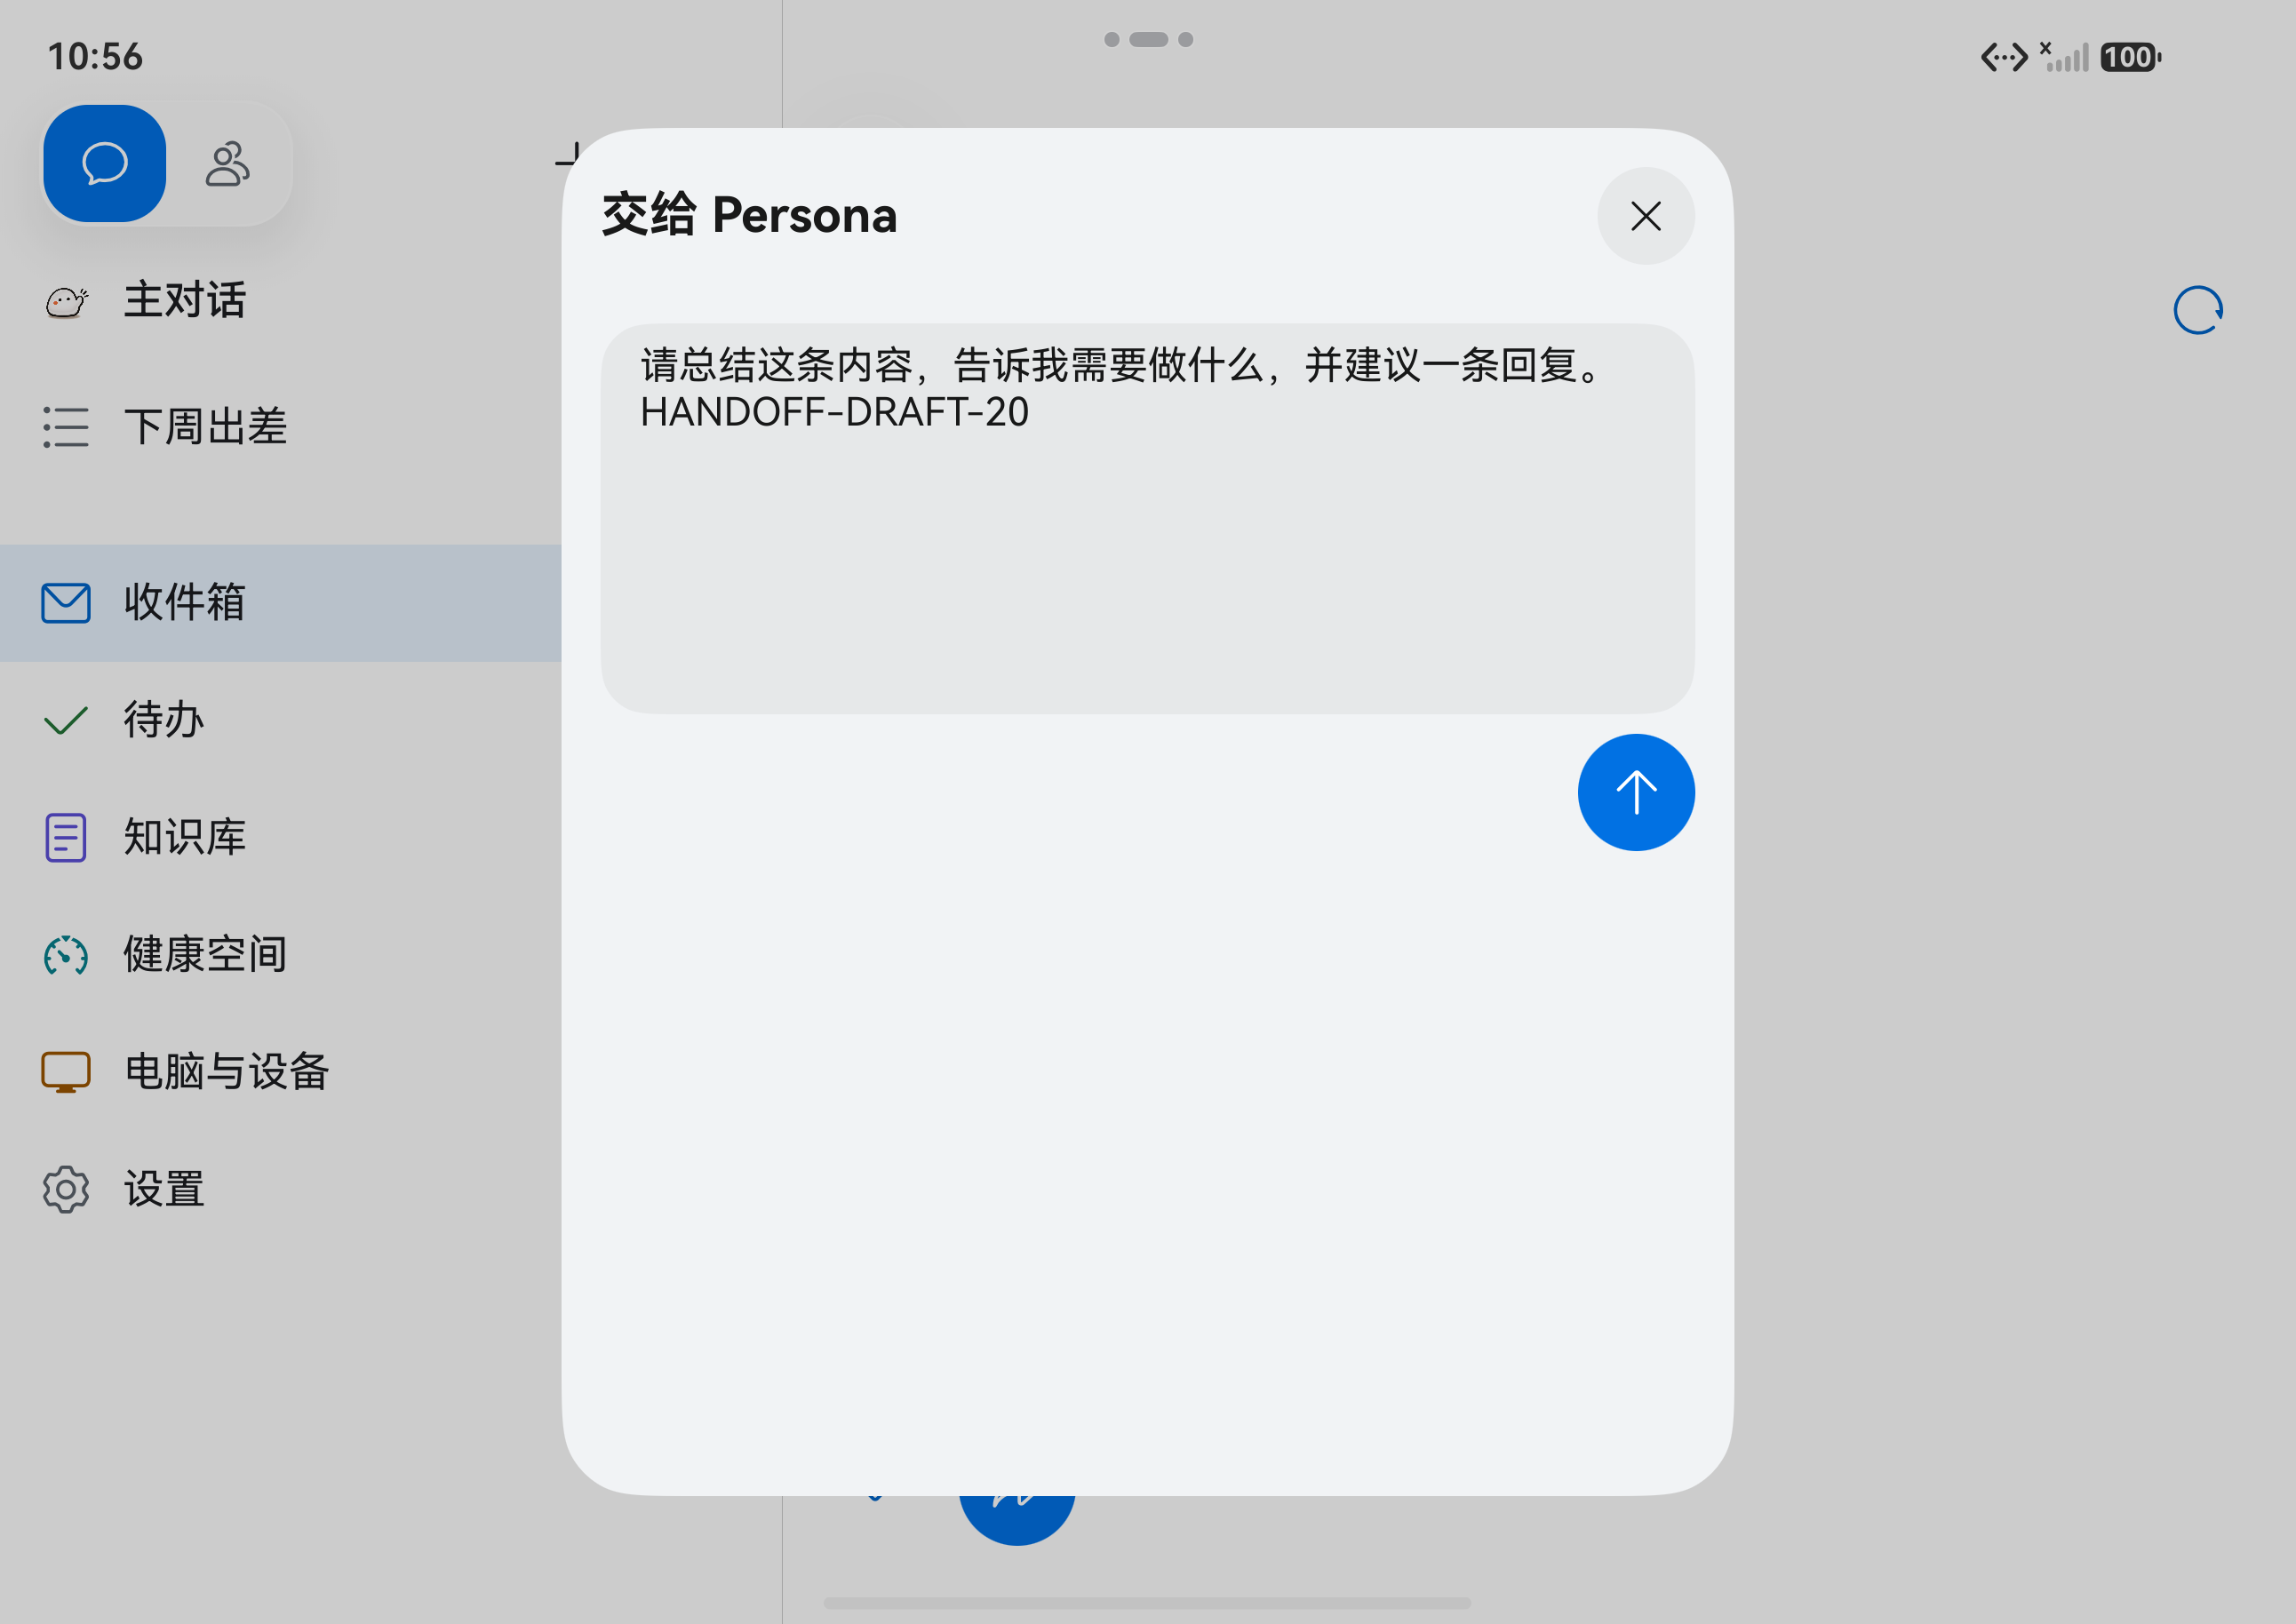 10:56
100
主对话
下周出差
收件箱
待办
知识库
健康空间
电脑与设备
设置
交给 Persona
请总结这条内容，告诉我需要做什么，并建议一条回复。
HANDOFF-DRAFT-20